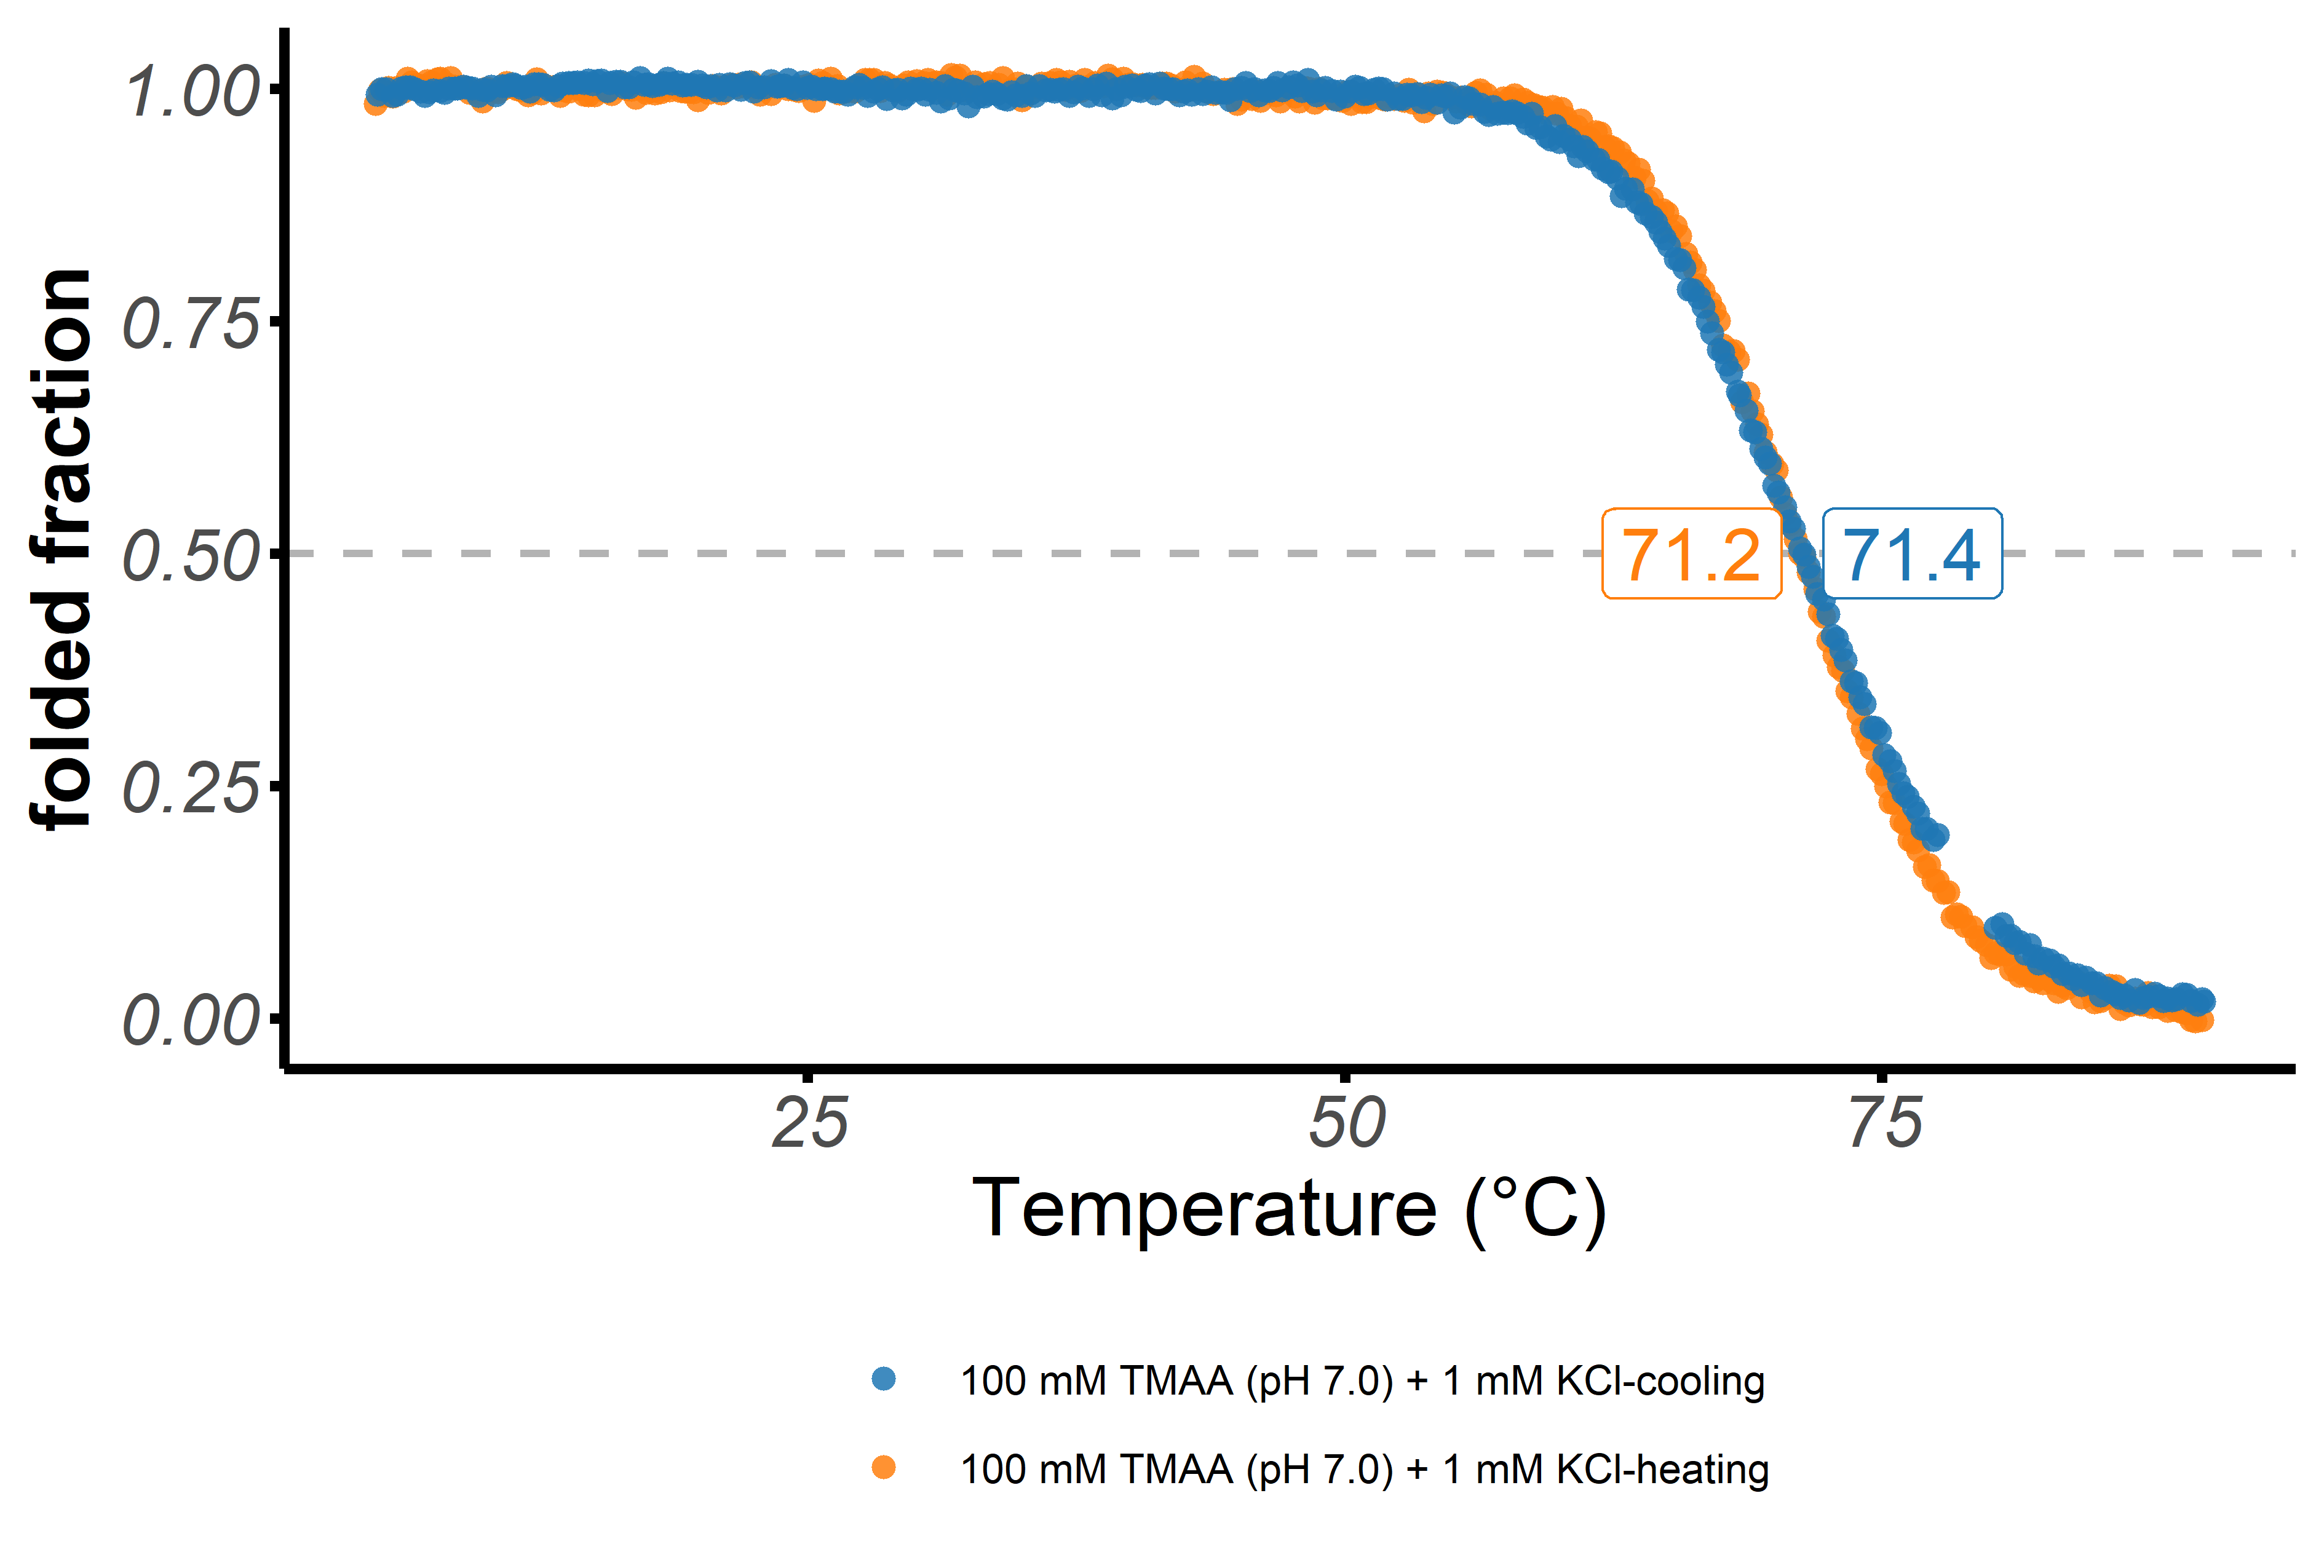 1.00
0.75
0.50
0.25
0.00
folded fraction
71.2
71.4
25
50
75
Temperature (°C)
100 mM TMAA (pH 7.0) + 1 mM KCl-cooling
100 mM TMAA (pH 7.0) + 1 mM KCl-heating